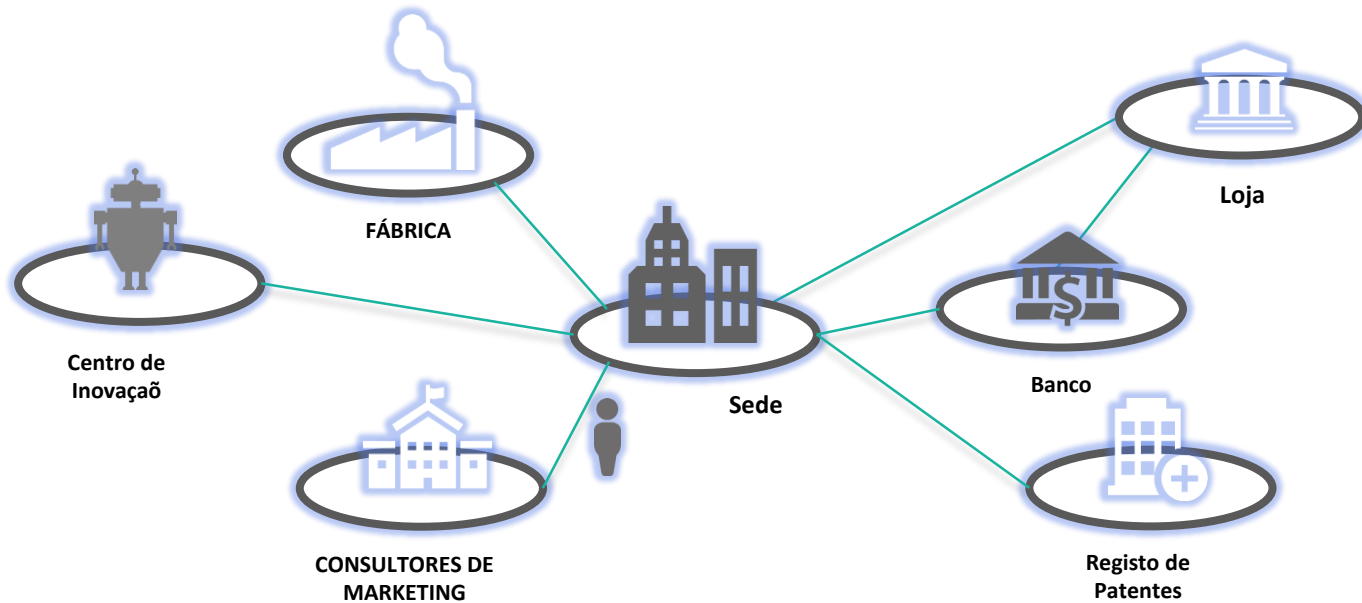 FÁBRICA
Loja
Centro de
Inovaçaõ
Sede
Banco
$
CONSULTORES DE
MARKETING
Registo de
Patentes